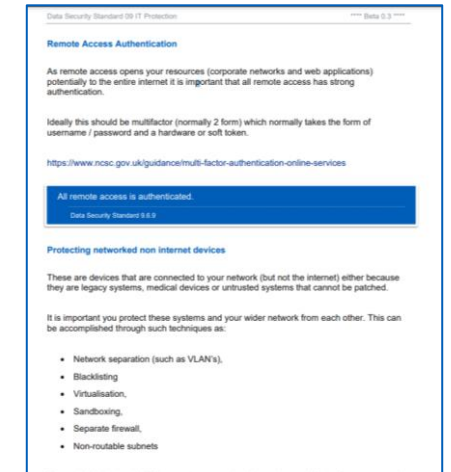 Data Security Standard 09 IT Protection
**** Beta 0.3 ****
Remote Access Authentication
As remote access opens your resources (corporate networks and web applications)
potentially to the entire internet it is important that all remote access has strong
authentication.
Ideally this should be multifactor (normally 2 form) which normally takes the form of
username / password and a hardware or soft token.
https://www.ncsc.gov.uk/guidance/multi-factor-authentication-online-services
All remote access is authenticated.
Data Security Standard 9.6.9
Protecting networked non internet devices
These are devices that are connected to your network (but not the internet) either because
they are legacy systems, medical devices or untrusted systems that cannot be patched.
It is important you protect these systems and your wider network from each other. This can
be accomplished through such techniques as:
• Network separation (such as VLAN's),
• Blacklisting
• Virtualisation,
• Sandboxing,
• Separate firewall,
• Non-routable subnets